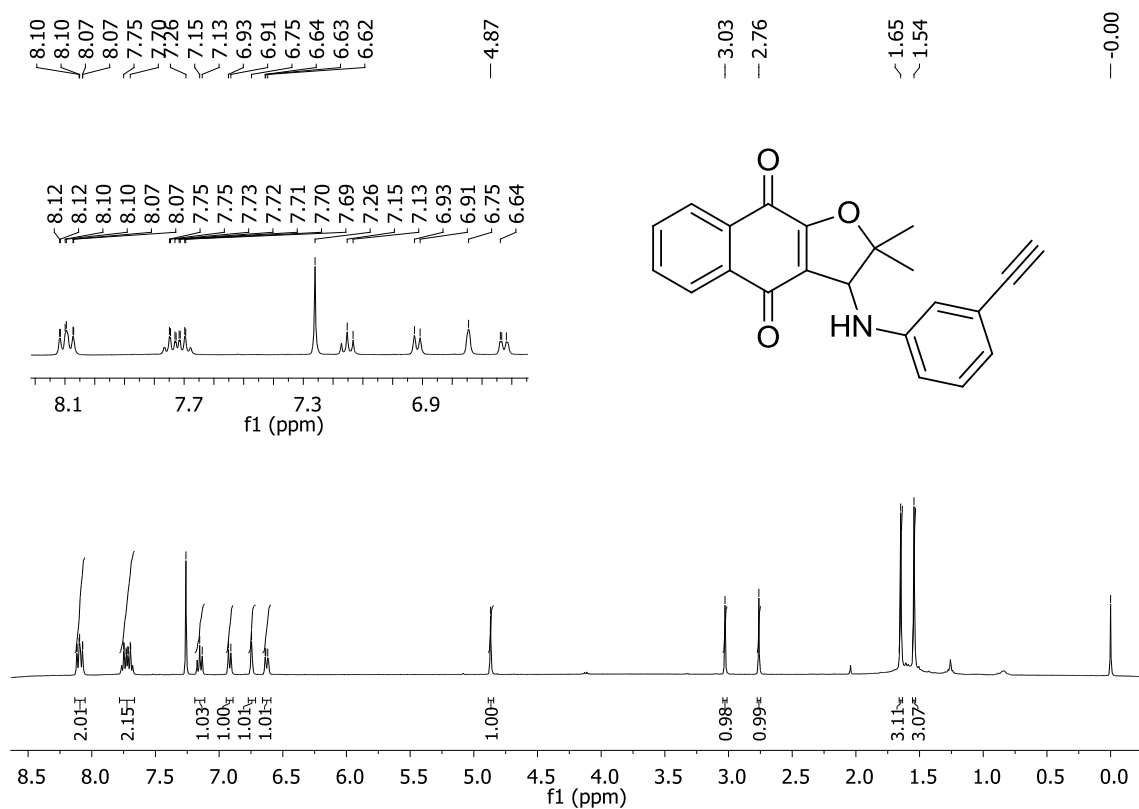 8.10 8.10 8.07 8.07 7.75 7.70 7.26 7.15 7.13 6.93 6.91 6.75 6.64 6.63 6.62 4.87 3.03 2.76 1.65 1.54 -0.00
8.12 8.12 8.10 8.10 8.07 8.07 7.75 7.75 7.73 7.72 7.71 7.70 7.69 7.26 7.15 7.13 6.93 6.91 6.75 6.64
8.1 7.7 7.3 6.9
f1 (ppm)
O
O
O
HN
2.01 2.15 1.03 1.00 1.01 1.01 1.00 0.98 0.99 3.11 3.07
8.5 8.0 7.5 7.0 6.5 6.0 5.5 5.0 4.5 4.0 3.5 3.0 2.5 2.0 1.5 1.0 0.5 0.0
f1 (ppm)